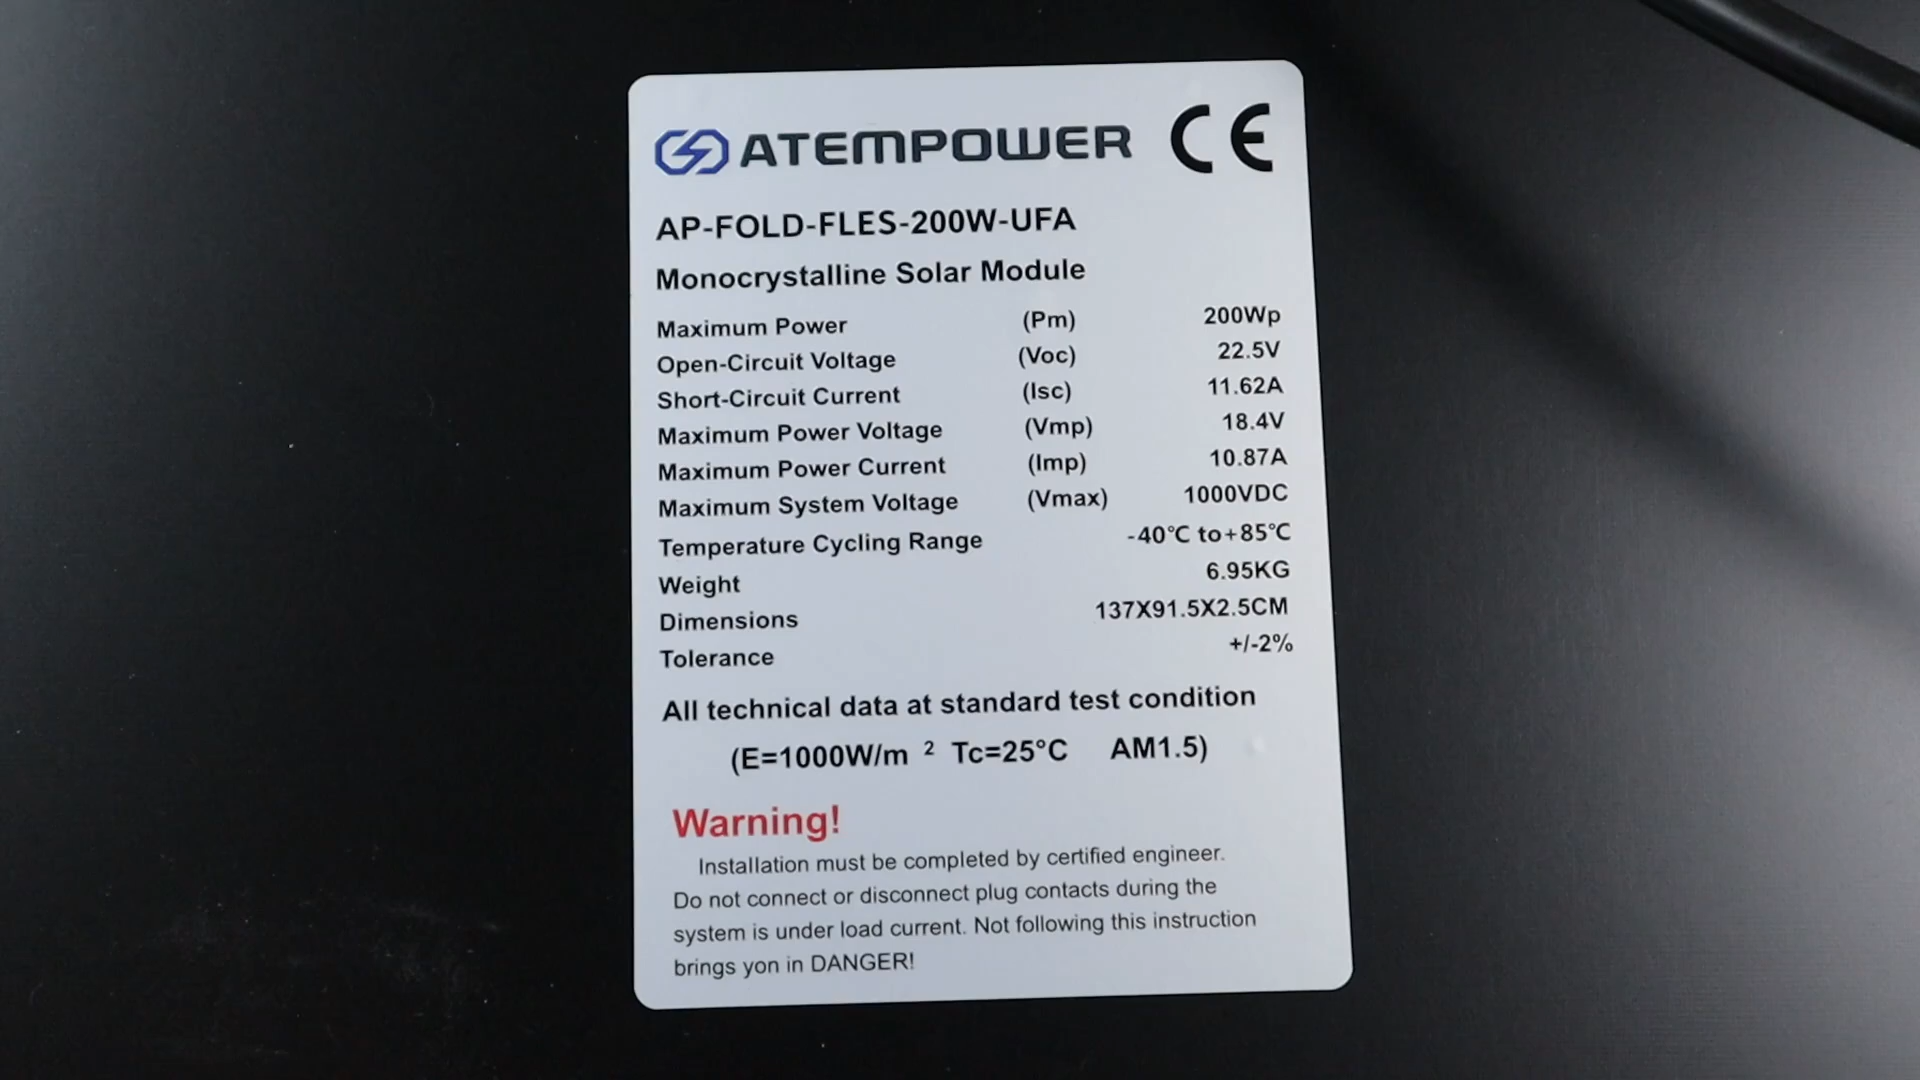 ATEMPOWER CE
AP-FOLD-FLES-200W-UFA
Monocrystalline Solar Module
Maximum Power (Pm) 200Wp
Open-Circuit Voltage (Voc) 22.5V
Short-Circuit Current (Isc) 11.62A
Maximum Power Voltage (Vmp) 18.4V
Maximum Power Current (Imp) 10.87A
Maximum System Voltage (Vmax) 1000VDC
Temperature Cycling Range -40℃ to+85℃
Weight 6.95KG
Dimensions 137X91.5X2.5CM
Tolerance +/-2%
All technical data at standard test condition
(E=1000W/m ² Tc=25°C AM1.5)
Warning!
Installation must be completed by certified engineer.
Do not connect or disconnect plug contacts during the
system is under load current. Not following this instruction
brings yon in DANGER!